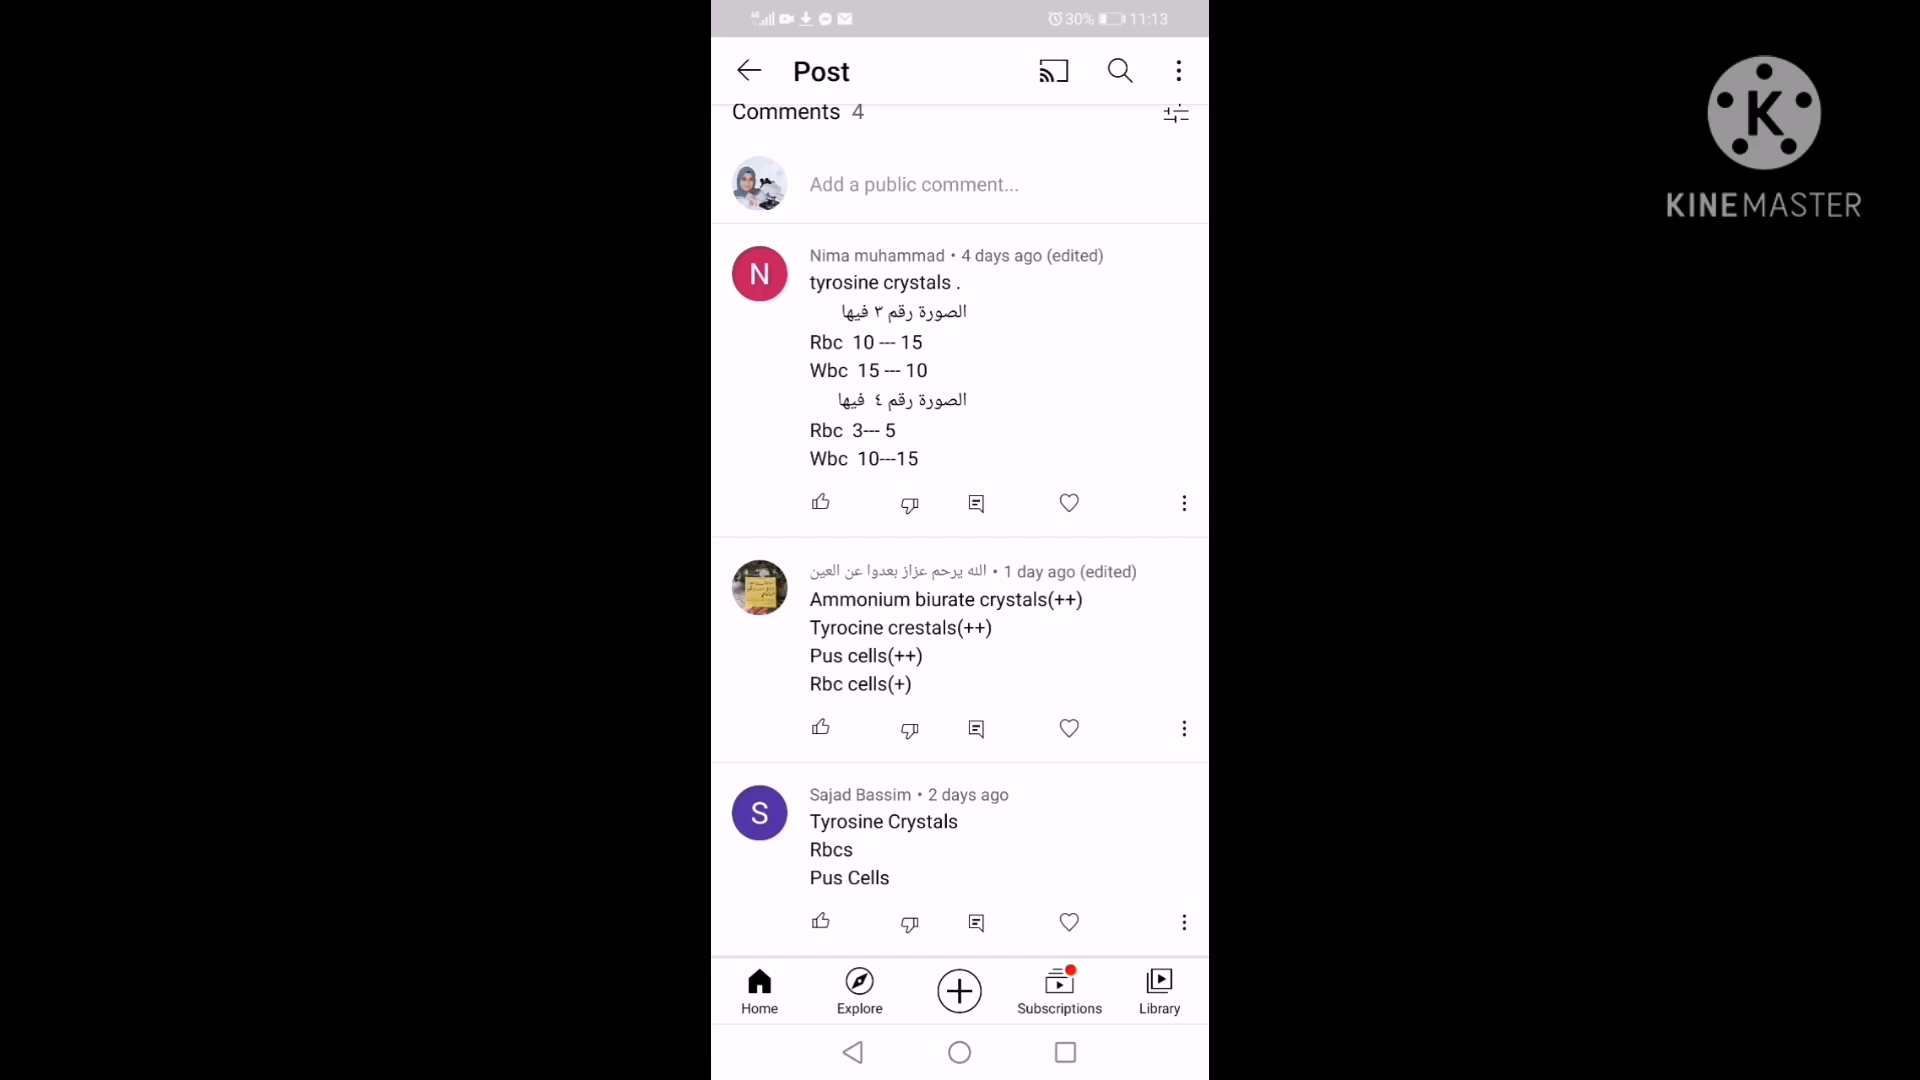 30% 11:13
Post
Comments 4
Add a public comment...
Nima muhammad • 4 days ago (edited)
tyrosine crystals .
الصورة رقم ٣ فيها
Rbc 10 --- 15
Wbc 15 --- 10
الصورة رقم ٤ فيها
Rbc 3--- 5
Wbc 10---15
الله يرحم عزاز بعدوا عن العين • 1 day ago (edited)
Ammonium biurate crystals(++)
Tyrocine crestals(++)
Pus cells(++)
Rbc cells(+)
Sajad Bassim • 2 days ago
Tyrosine Crystals
Rbcs
Pus Cells
Home Explore Subscriptions Library
N
S
K
KINEMASTER